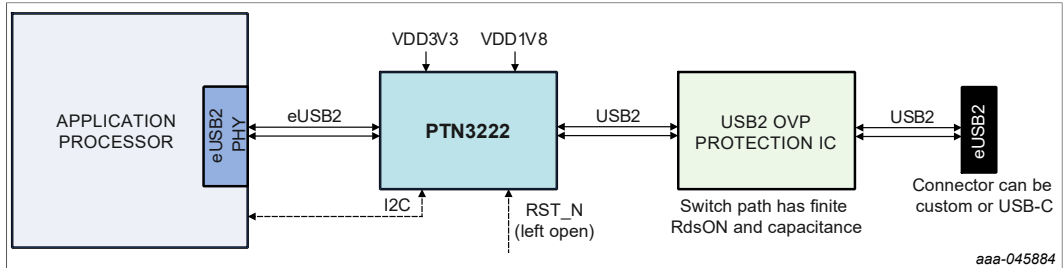 VDD3V3
VDD1V8
APPLICATION
PROCESSOR
eUSB2
PHY
eUSB2
PTN3222
USB2
USB2 OVP
PROTECTION IC
USB2
eUSB2
I2C
RST_N
(left open)
Switch path has finite
RdsON and capacitance
Connector can be
custom or USB-C
aaa-045884